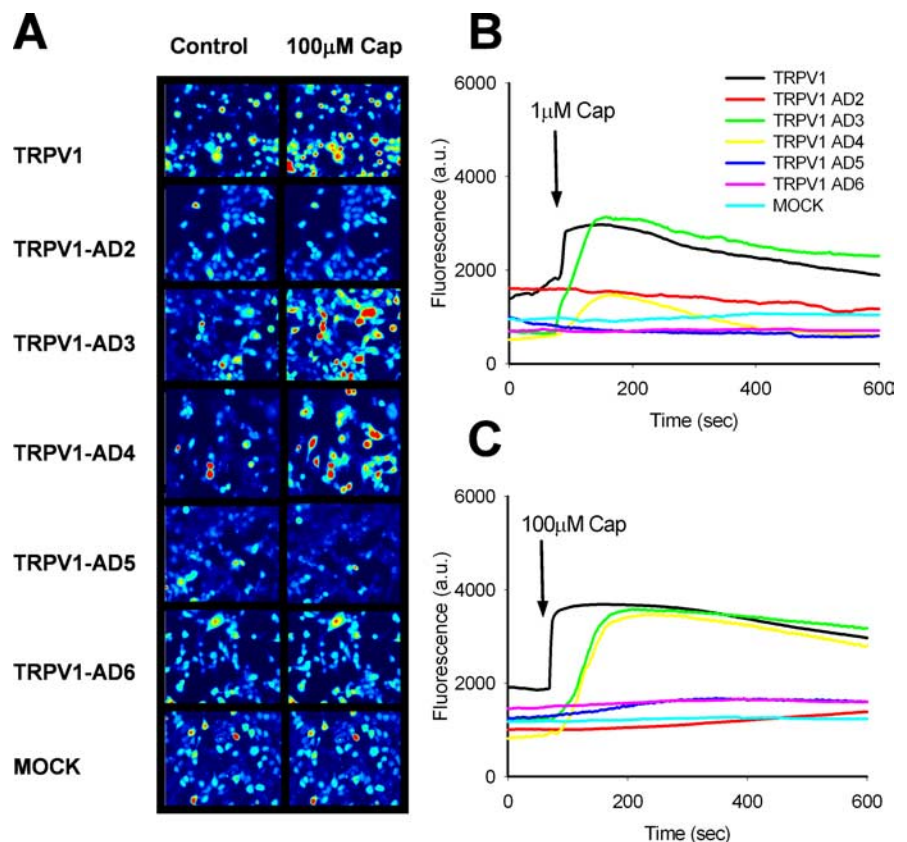 A
Control 100μM Cap
TRPV1
TRPV1-AD2
TRPV1-AD3
TRPV1-AD4
TRPV1-AD5
TRPV1-AD6
MOCK
B
6000
4000
2000
0
Fluorescence (a.u.)
1μM Cap
TRPV1
TRPV1 AD2
TRPV1 AD3
TRPV1 AD4
TRPV1 AD5
TRPV1 AD6
MOCK
0 200 400 600
Time (sec)
C
6000
4000
2000
0
Fluorescence (a.u.)
100μM Cap
0 200 400 600
Time (sec)